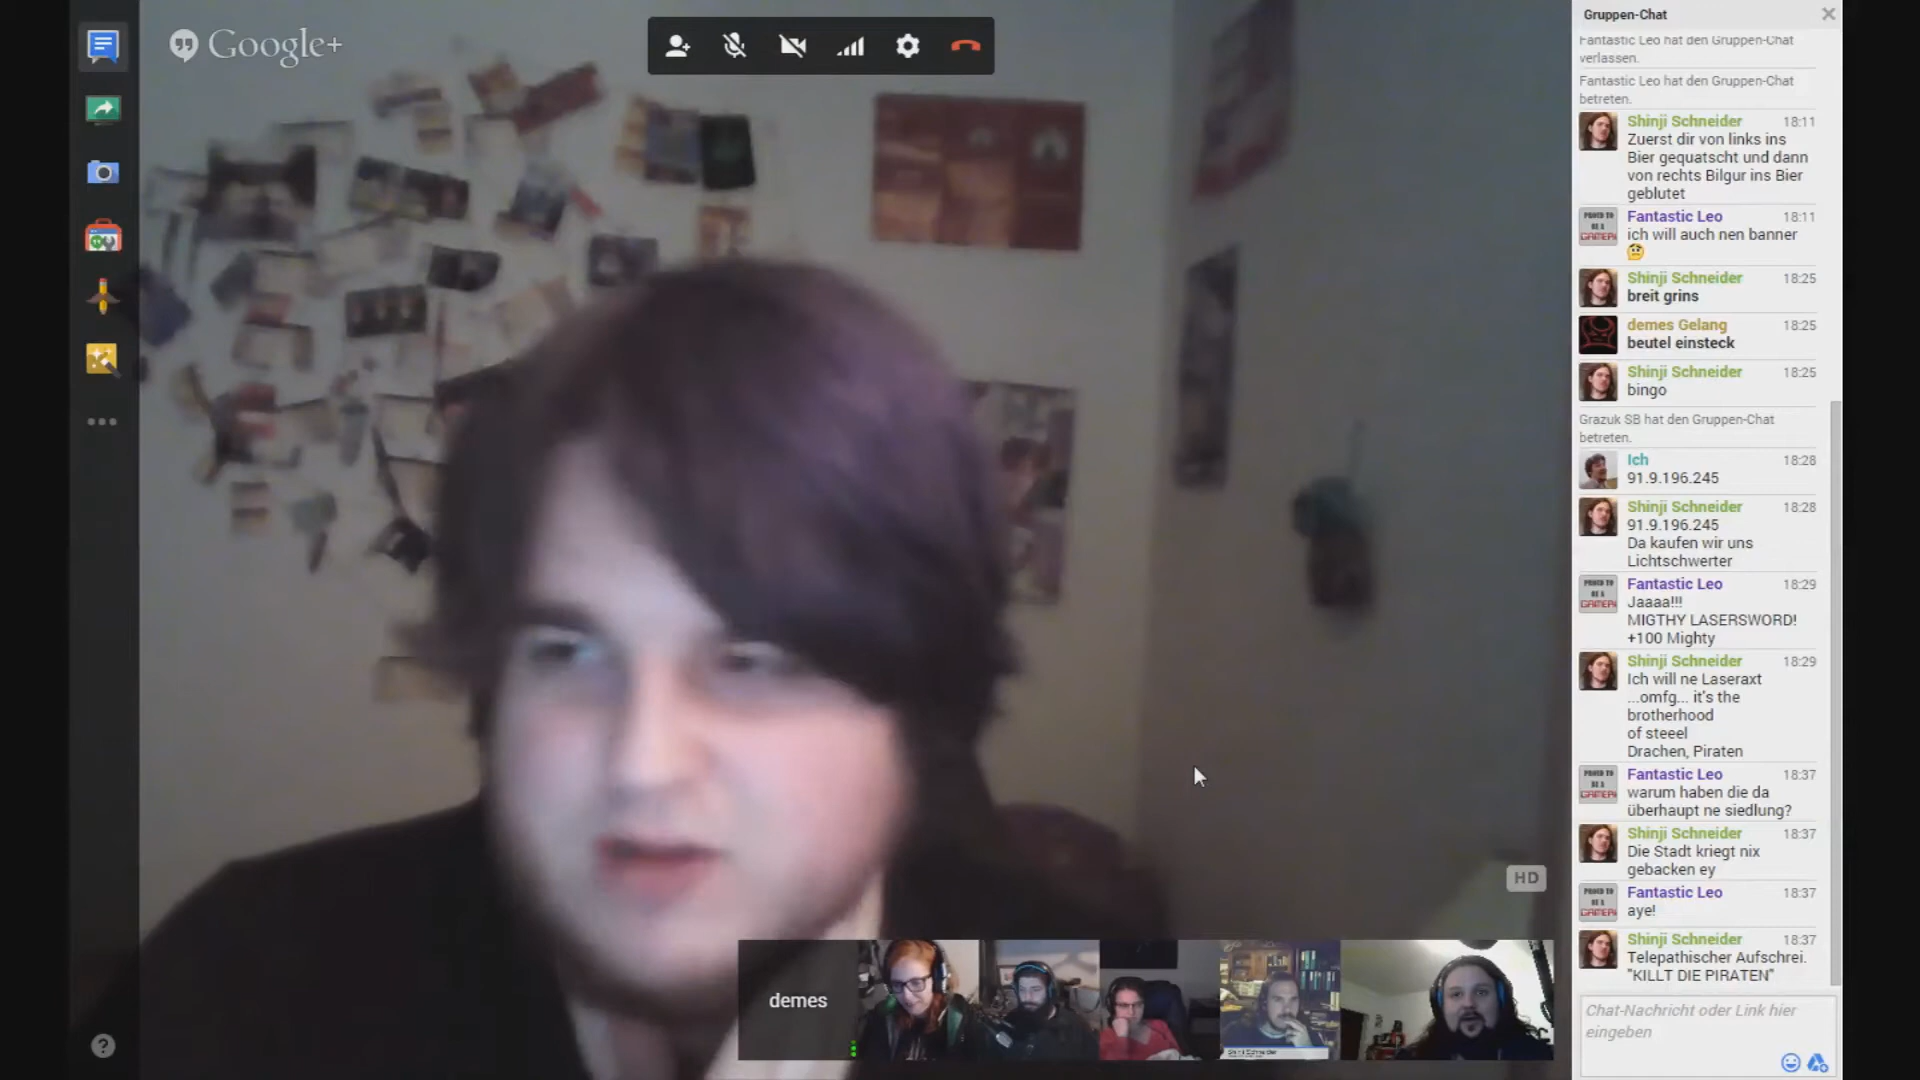 Google+
Gruppen-Chat
Fantastic Leo hat den Gruppen-Chat
verlassen.
Fantastic Leo hat den Gruppen-Chat
betreten.
Shinji Schneider 18:11
Zuerst dir von links ins
Bier gequatscht und dann
von rechts Bilgur ins Bier
geblutet
Fantastic Leo 18:11
ich will auch nen banner
Shinji Schneider 18:25
breit grins
demes Gelang 18:25
beutel einsteck
Shinji Schneider 18:25
bingo
Grazuk SB hat den Gruppen-Chat
betreten.
Ich 18:28
91.9.196.245
Shinji Schneider 18:28
91.9.196.245
Da kaufen wir uns
Lichtschwerter
Fantastic Leo 18:29
Jaaaa!!!
MIGTHY LASERSWORD!
+100 Mighty
Shinji Schneider 18:29
Ich will ne Laseraxt
...omfg... it's the
brotherhood
of steeel
Drachen, Piraten
Fantastic Leo 18:37
warum haben die da
überhaupt ne siedlung?
Shinji Schneider 18:37
Die Stadt kriegt nix
gebacken ey
Fantastic Leo 18:37
aye!
Shinji Schneider 18:37
Telepathischer Aufschrei.
"KILLT DIE PIRATEN"
Chat-Nachricht oder Link hier
eingeben
HD
demes
Shinji Schneider